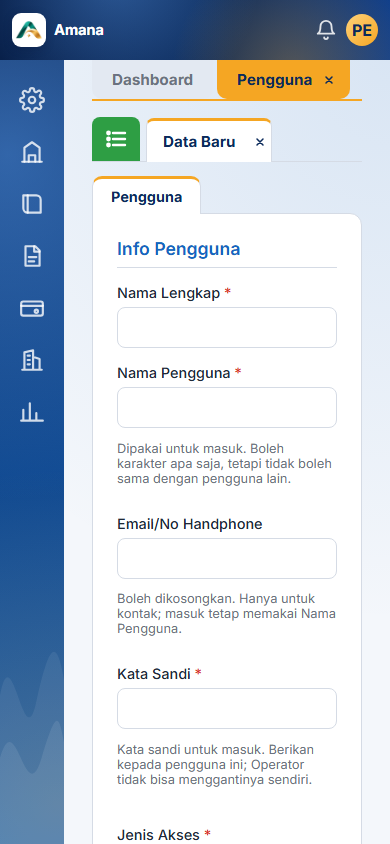 Amana
PE
Dashboard
Pengguna ×
Data Baru ×
Pengguna
Info Pengguna
Nama Lengkap *
Nama Pengguna *
Dipakai untuk masuk. Boleh
karakter apa saja, tetapi tidak boleh
sama dengan pengguna lain.
Email/No Handphone
Boleh dikosongkan. Hanya untuk
kontak; masuk tetap memakai Nama
Pengguna.
Kata Sandi *
Kata sandi untuk masuk. Berikan
kepada pengguna ini; Operator
tidak bisa menggantinya sendiri.
Jenis Akses *